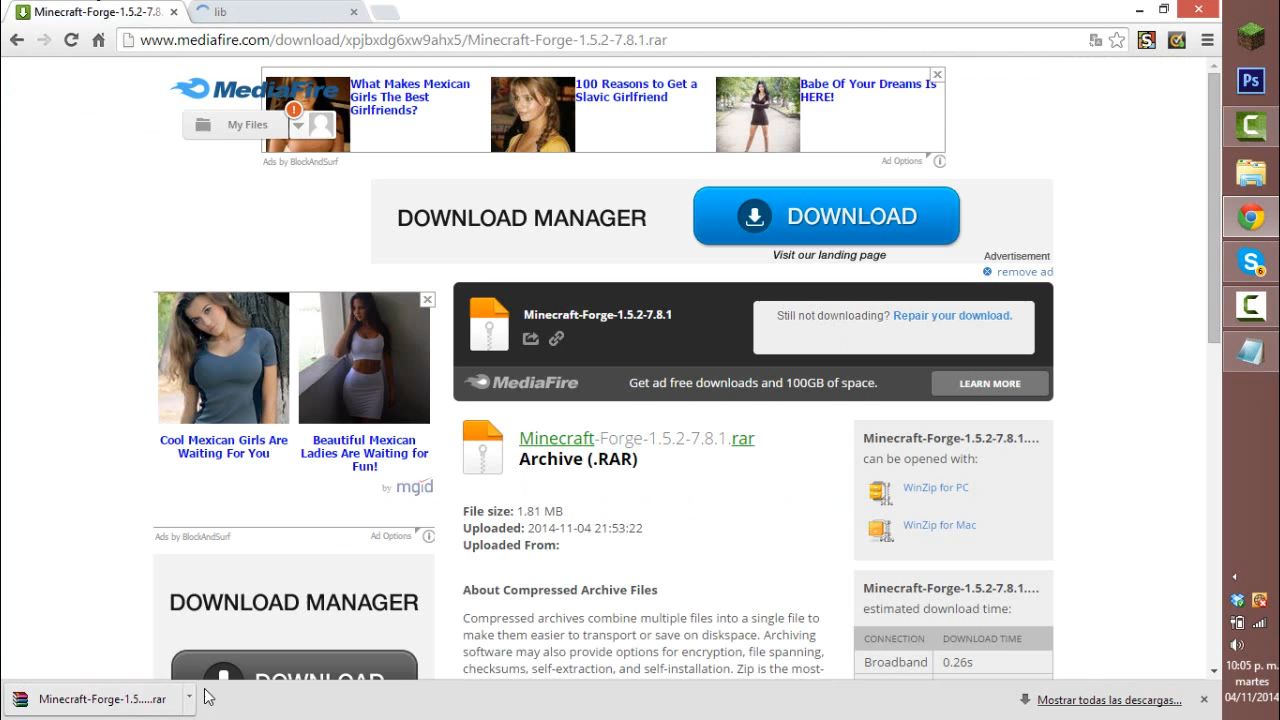 Minecraft-Forge-1.5.2-7.8.
lib
www.mediafire.com/download/xpjbxdg6xw9ahx5/Minecraft-Forge-1.5.2-7.8.1.rar
MediaFire
My Files
!
What Makes Mexican
Girls The Best
Girlfriends?
100 Reasons to Get a
Slavic Girlfriend
Babe Of Your Dreams Is
HERE!
Ads by BlockAndSurf
Ad Options
DOWNLOAD MANAGER
DOWNLOAD
Visit our landing page
Advertisement
remove ad
Cool Mexican Girls Are
Waiting For You
Beautiful Mexican
Ladies Are Waiting for
Fun!
by mgid
Ads by BlockAndSurf
Ad Options
DOWNLOAD MANAGER
DOWNLOAD
Minecraft-Forge-1.5.2-7.8.1
Still not downloading? Repair your download.
MediaFire
Get ad free downloads and 100GB of space.
LEARN MORE
Minecraft-Forge-1.5.2-7.8.1.rar
Archive (.RAR)
File size: 1.81 MB
Uploaded: 2014-11-04 21:53:22
Uploaded From:
About Compressed Archive Files
Compressed archives combine multiple files into a single file to
make them easier to transport or save on diskspace. Archiving
software may also provide options for encryption, file spanning,
checksums, self-extraction, and self-installation. Zip is the most-
Minecraft-Forge-1.5.2-7.8.1....
can be opened with:
WinZip for PC
WinZip for Mac
Minecraft-Forge-1.5.2-7.8.1....
estimated download time:
CONNECTION DOWNLOAD TIME
Broadband 0.26s
Minecraft-Forge-1.5.....rar
Mostrar todas las descargas...
Ps
6
10:05 p. m.
martes
04/11/2014